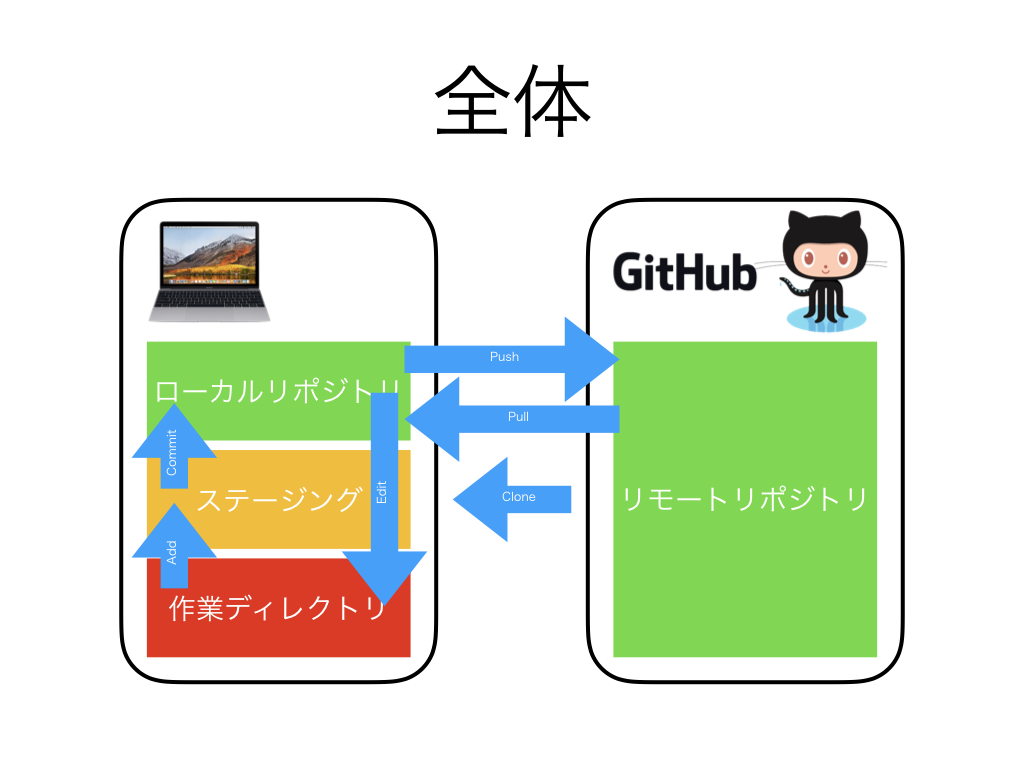 全体
GitHub
ローカルリポジトリ
Push
Pull
Commit
Edit
ステージング
Clone
リモートリポジトリ
Add
作業ディレクトリ